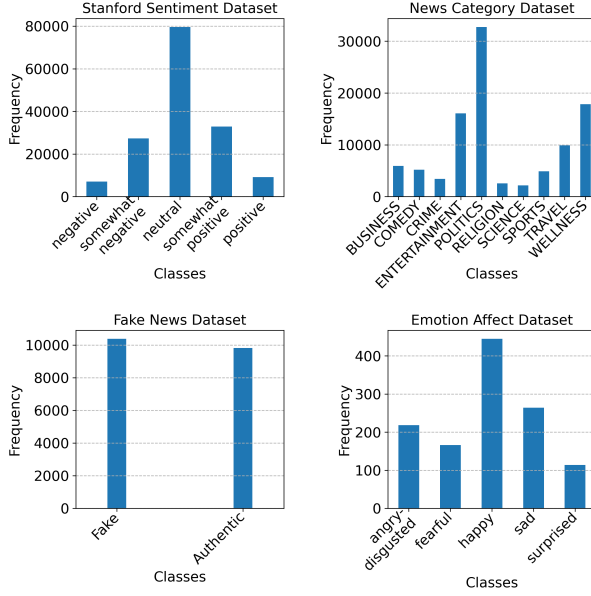 Stanford Sentiment Dataset
80000
60000
40000
20000
0
Frequency
negative
somewhat
negative
neutral
somewhat
positive
positive
Classes
News Category Dataset
30000
20000
10000
0
Frequency
BUSINESS
COMEDY
CRIME
ENTERTAINMENT
POLITICS
RELIGION
SCIENCE
SPORTS
TRAVEL
WELLNESS
Classes
Fake News Dataset
10000
8000
6000
4000
2000
0
Frequency
Fake
Authentic
Classes
Emotion Affect Dataset
400
300
200
100
0
Frequency
angry-
disgusted
fearful
happy
sad
surprised
Classes